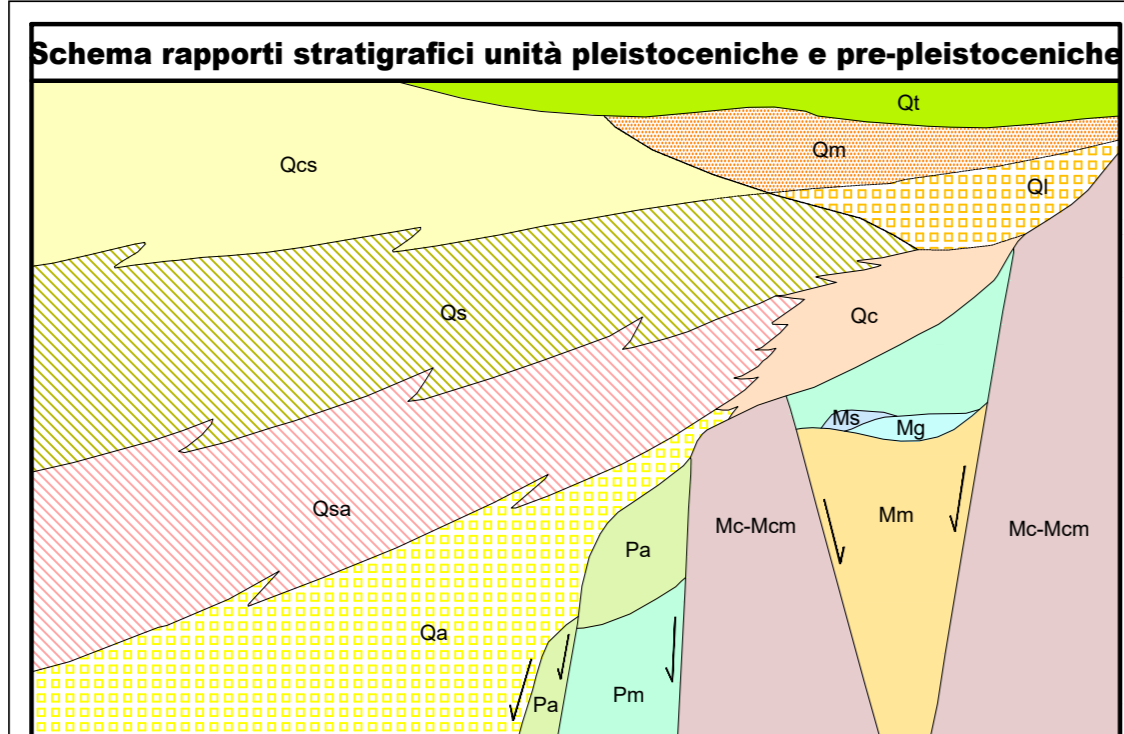 Schema rapporti stratigrafici unità pleistoceniche e pre-pleistoceniche
Qt
Qm
Qcs
Ql
Qs
Qc
Ms
Mg
Qsa
Mm
Mc-Mcm
Mc-Mcm
Pa
Qa
Pm
Pa